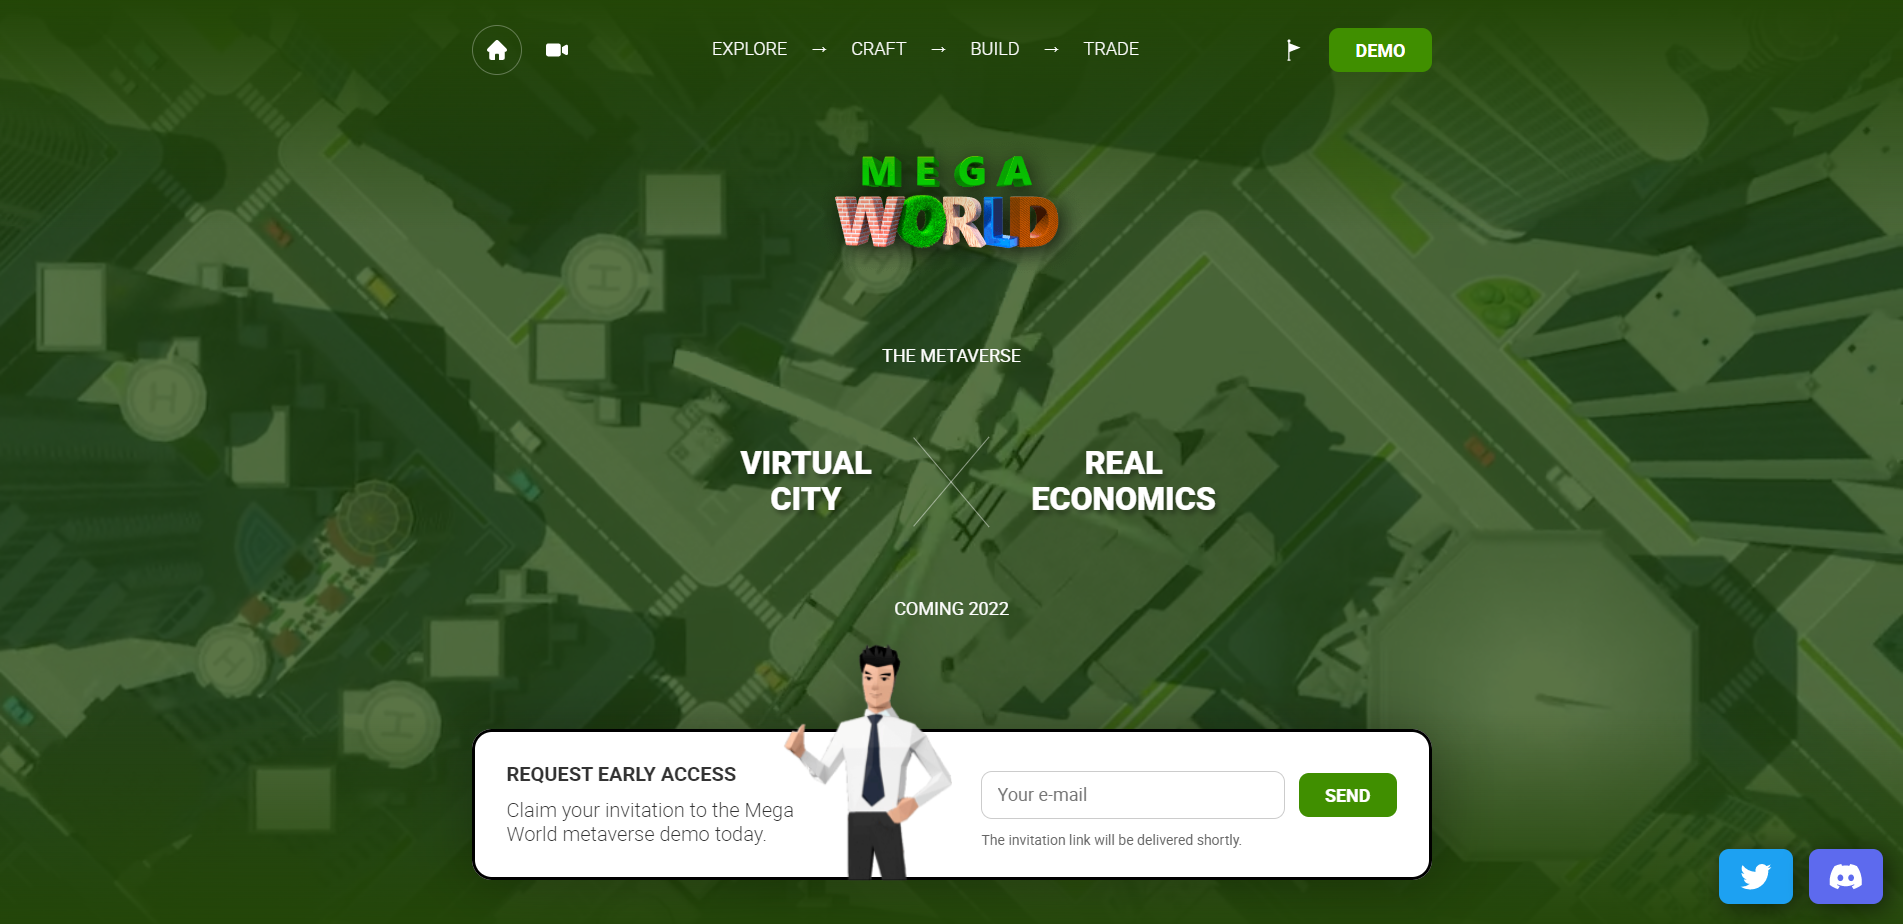 EXPLORE → CRAFT → BUILD → TRADE
DEMO
MEGA
WORLD
THE METAVERSE
VIRTUAL
CITY
REAL
ECONOMICS
COMING 2022
REQUEST EARLY ACCESS
Claim your invitation to the Mega
World metaverse demo today.
Your e-mail
SEND
The invitation link will be delivered shortly.